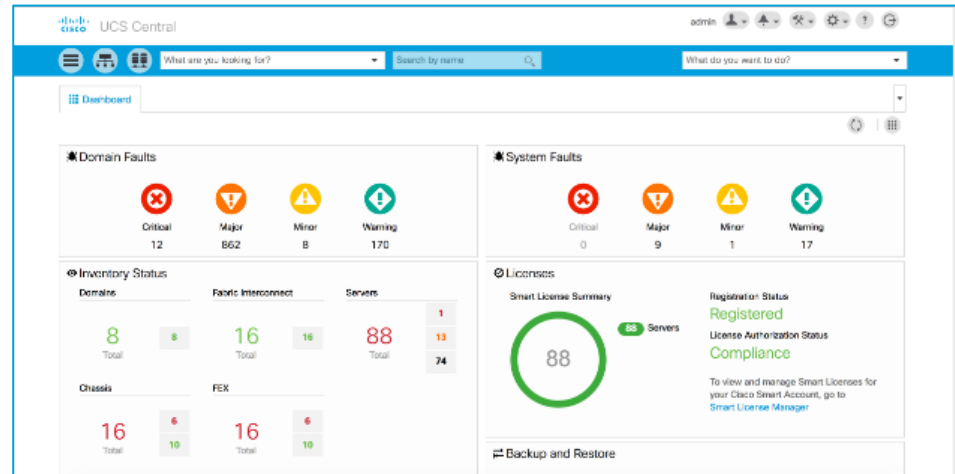 cisco UCS Central
admin
What are you looking for?
Search by name
What do you want to do?
Dashboard
Domain Faults
Critical Major Minor Warning
12 862 8 170
System Faults
Critical Major Minor Warning
0 9 1 17
Inventory Status
Domains
8
Total
8
Fabric Interconnect
16
Total
16
Servers
88
Total
1
13
74
Chassis
16
Total
6
10
FEX
16
Total
6
10
Licenses
Smart License Summary
88
88 Servers
Registration Status
Registered
License Authorization Status
Compliance
To view and manage Smart Licenses for
your Cisco Smart Account, go to
Smart License Manager
Backup and Restore